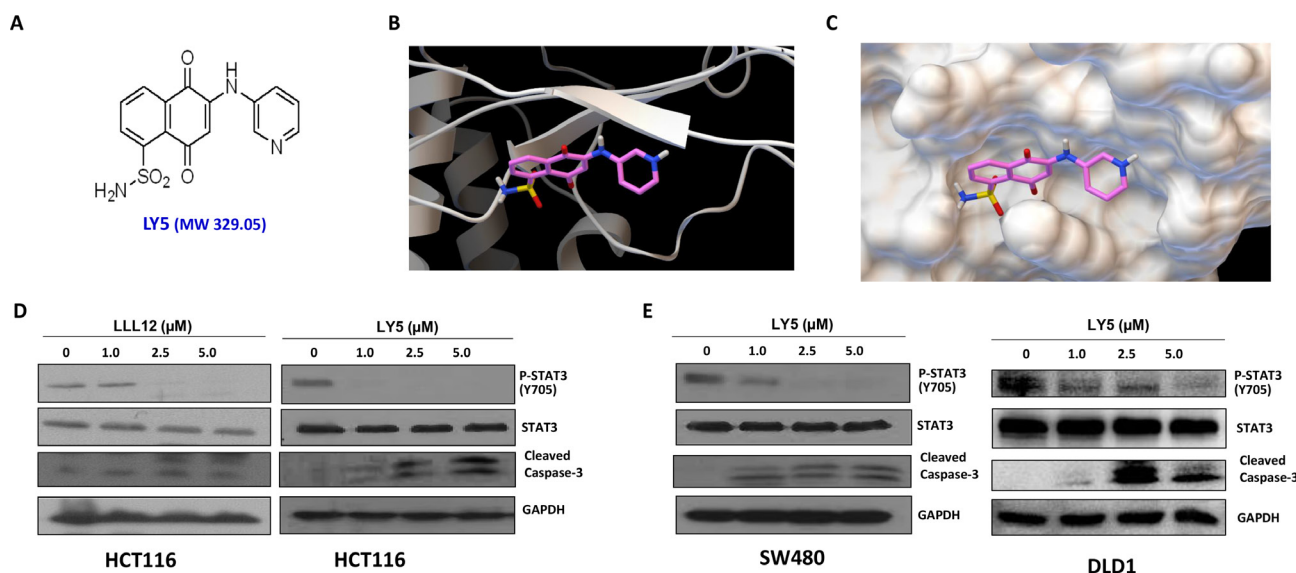 A
B
C
O
H
N
N
O
SO₂
H₂N
LY5 (MW 329.05)
D
LLL12 (µM)
0 1.0 2.5 5.0
LY5 (µM)
0 1.0 2.5 5.0
P-STAT3
(Y705)
STAT3
Cleaved
Caspase-3
GAPDH
HCT116
HCT116
E
LY5 (µM)
0 1.0 2.5 5.0
P-STAT3
(Y705)
STAT3
Cleaved
Caspase-3
GAPDH
SW480
LY5 (µM)
0 1.0 2.5 5.0
P-STAT3
(Y705)
STAT3
Cleaved
Caspase-3
GAPDH
DLD1